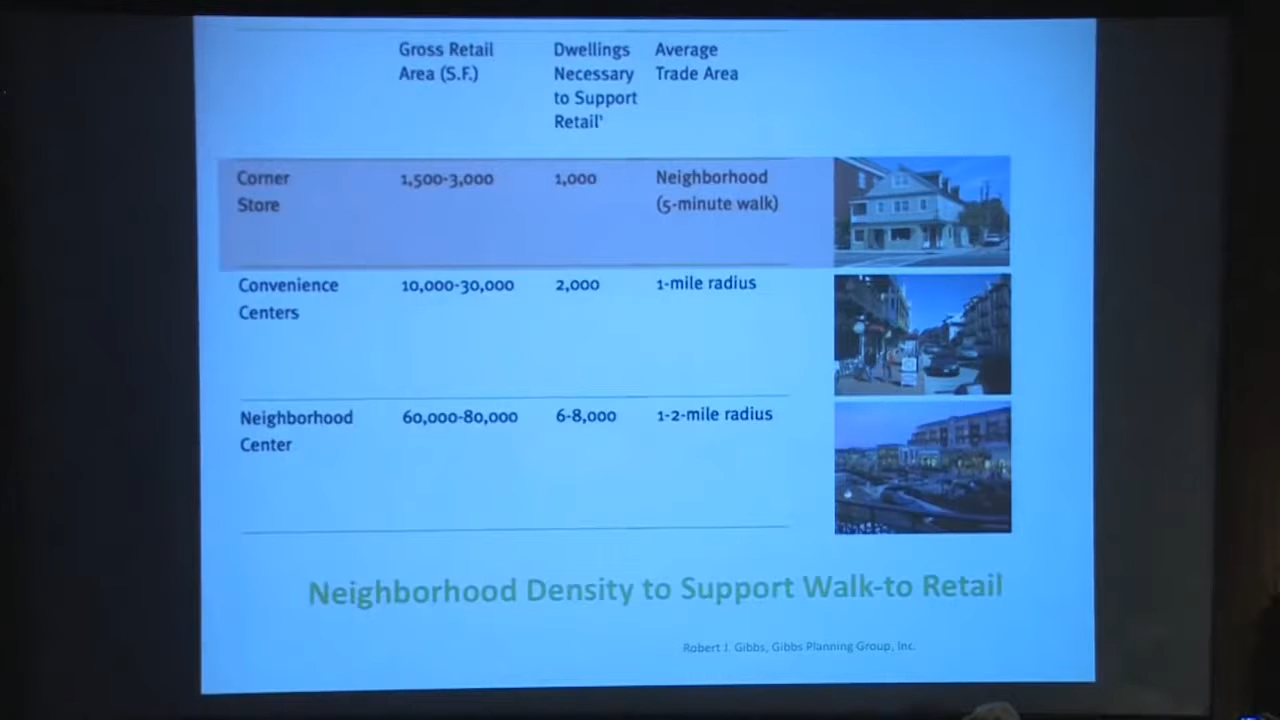 Gross Retail Area (S.F.)
Dwellings Necessary to Support Retail¹
Average Trade Area
Corner Store
1,500-3,000
1,000
Neighborhood (5-minute walk)
Convenience Centers
10,000-30,000
2,000
1-mile radius
Neighborhood Center
60,000-80,000
6-8,000
1-2-mile radius
Neighborhood Density to Support Walk-to Retail
Robert J. Gibbs, Gibbs Planning Group, Inc.